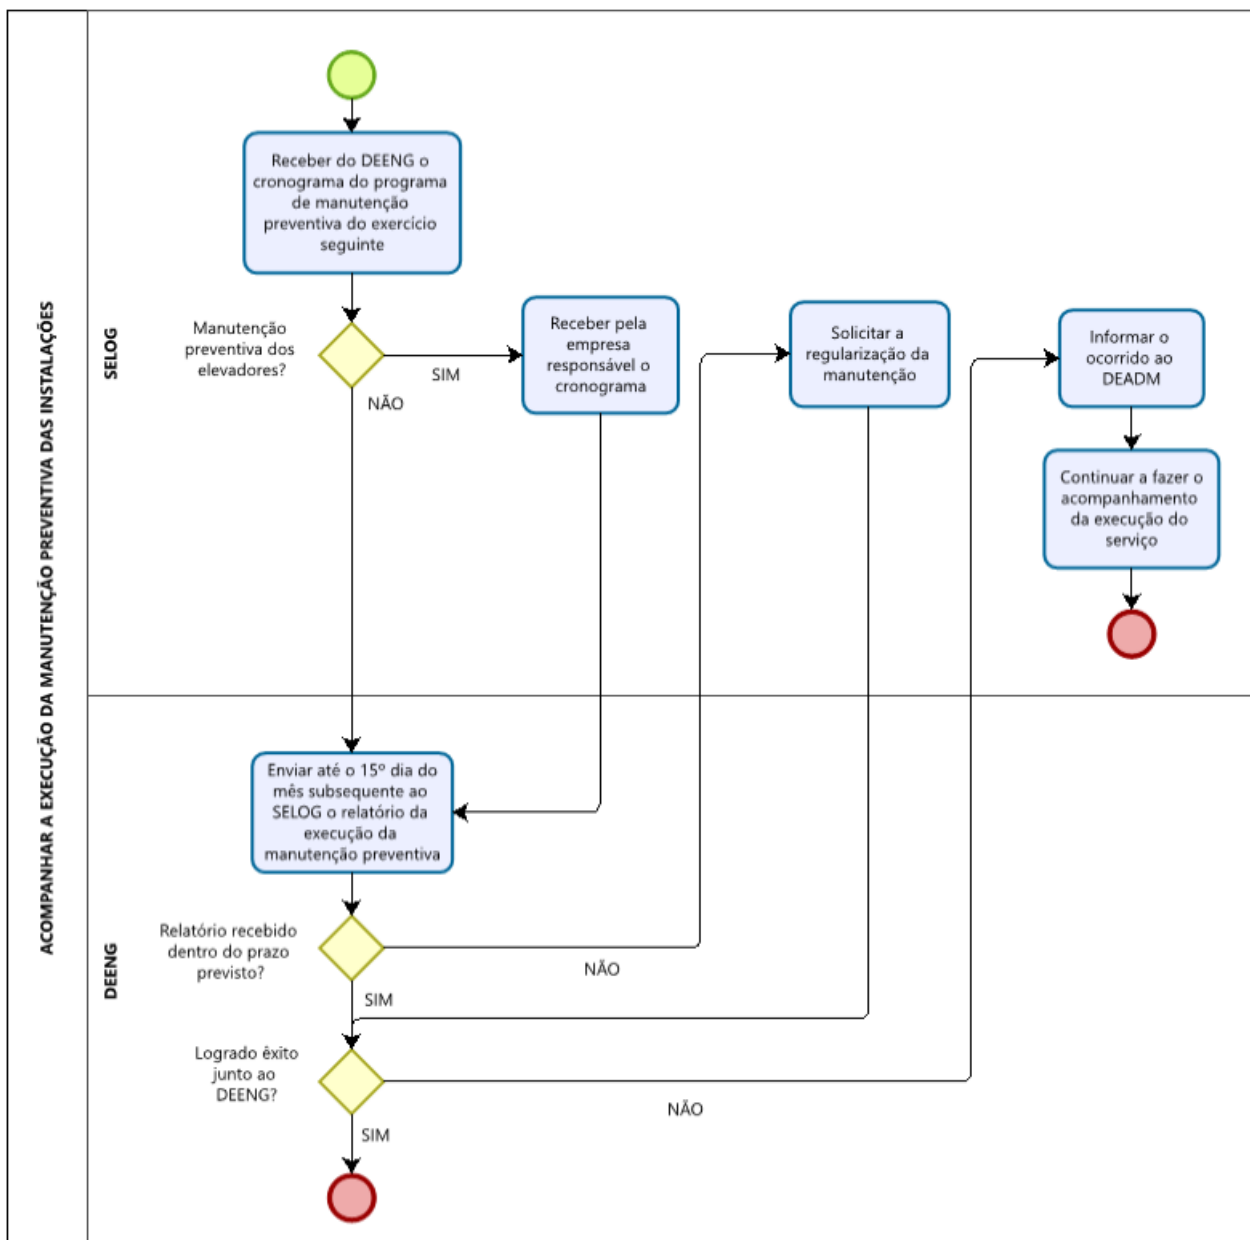 ACOMPANHAR A EXECUÇÃO DA MANUTENÇÃO PREVENTIVA DAS INSTALAÇÕES
SELOG
Receber do DEENG o
cronograma do programa
de manutenção
preventiva do exercício
seguinte
Manutenção
preventiva dos
elevadores?
SIM
NÃO
Receber pela
empresa
responsável o
cronograma
Solicitar a
regularização da
manutenção
Informar o
ocorrido ao
DEADM
Continuar a fazer o
acompanhamento
da execução do
serviço
DEENG
Enviar até o 15º dia do
mês subsequente ao
SELOG o relatório da
execução da
manutenção preventiva
Relatório recebido
dentro do prazo
previsto?
NÃO
SIM
Logrado êxito
junto ao
DEENG?
NÃO
SIM